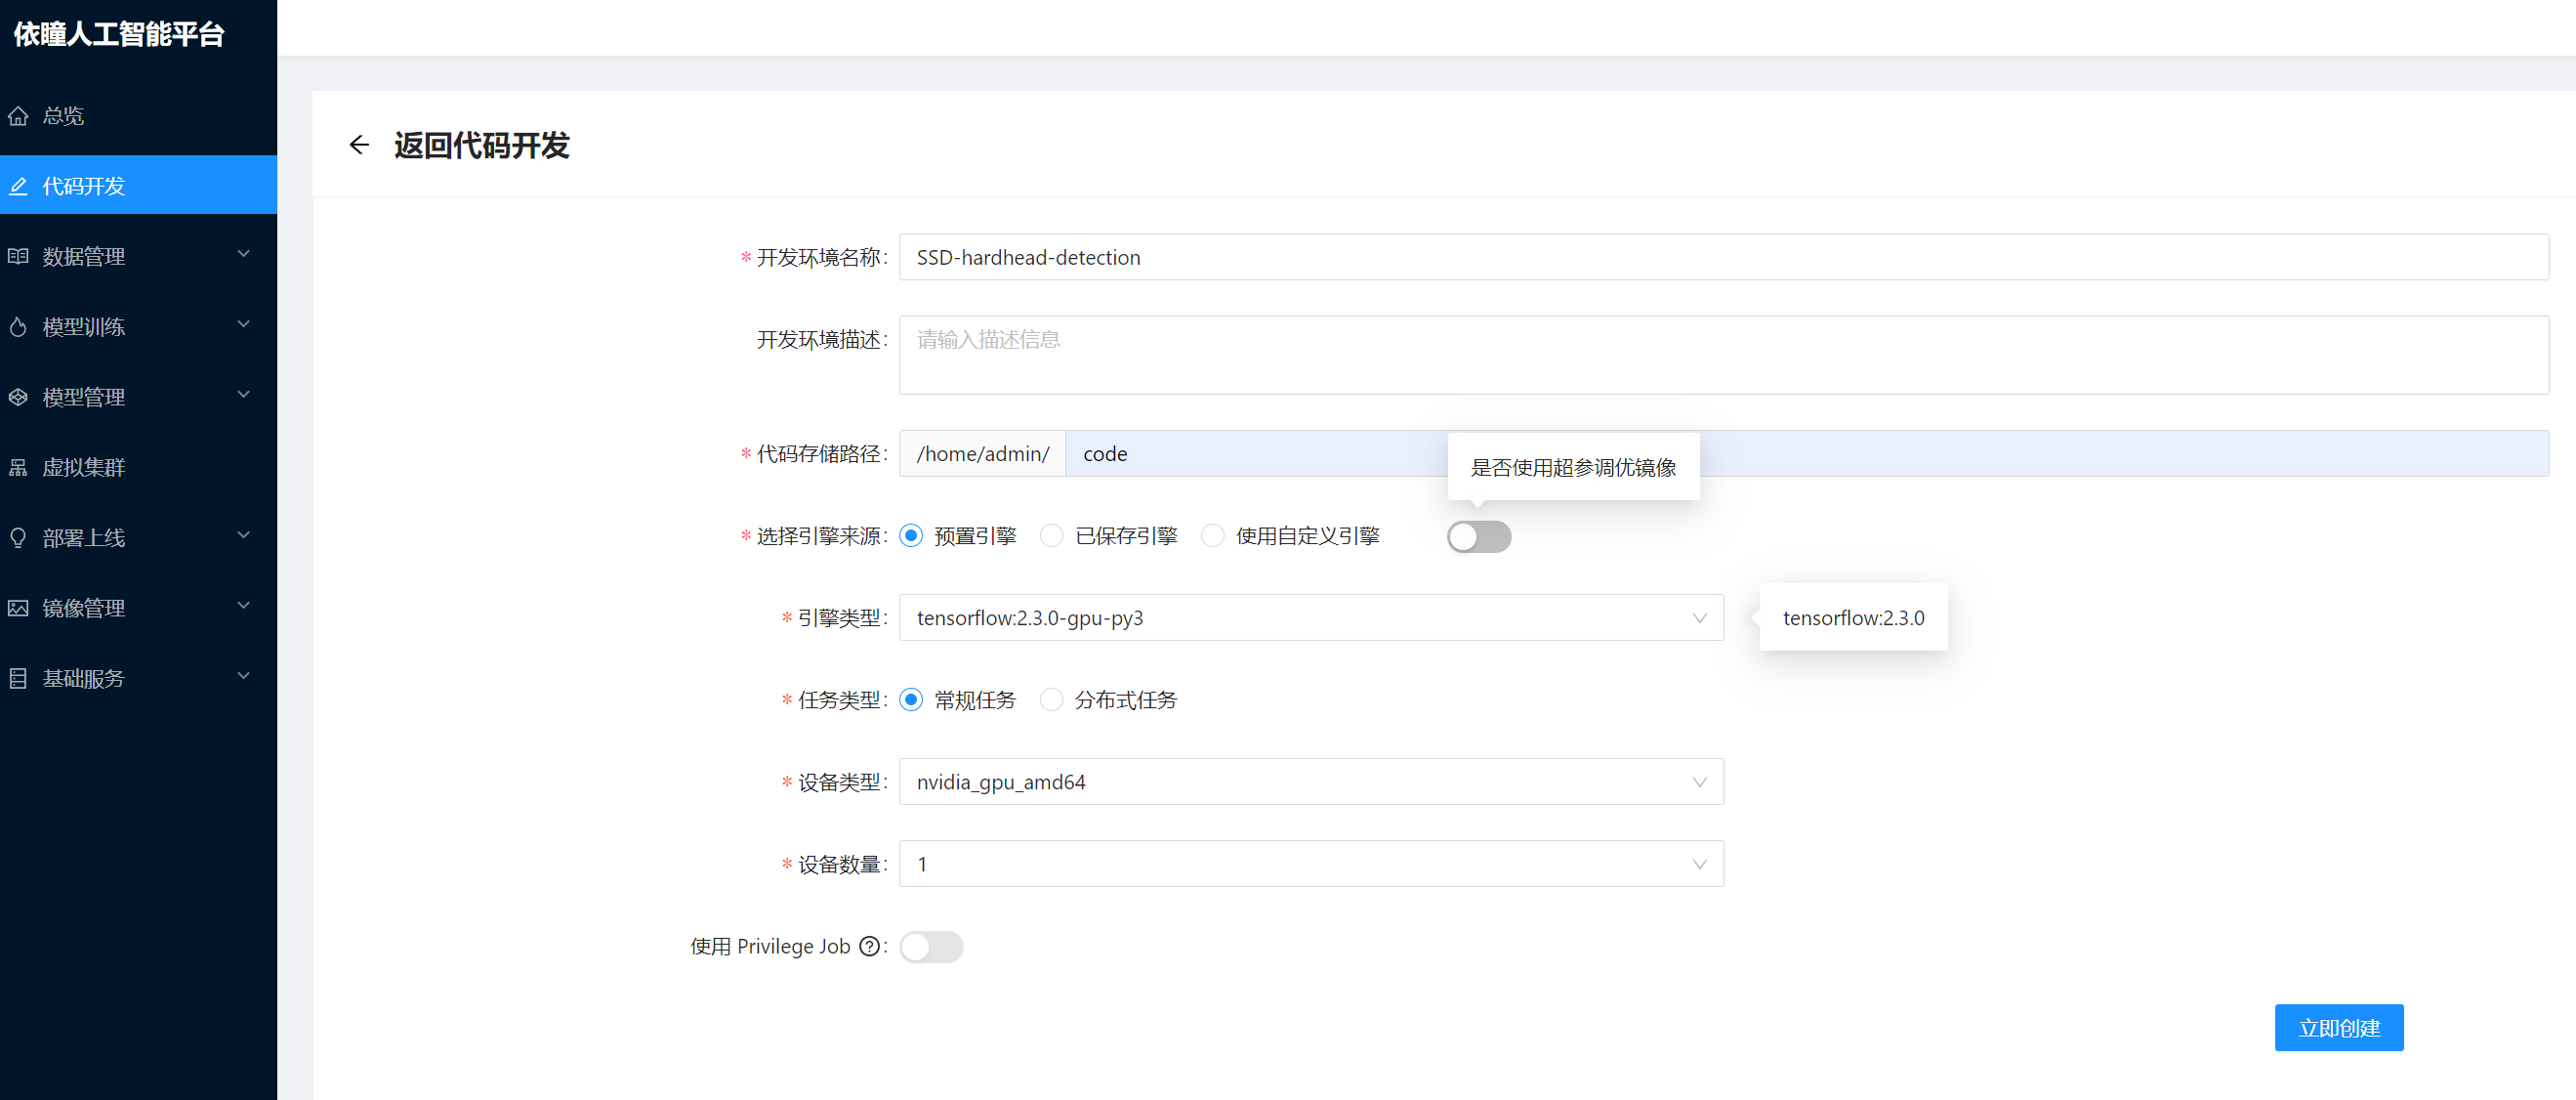 依瞳人工智能平台
总览
代码开发
数据管理
模型训练
模型管理
虚拟集群
部署上线
镜像管理
基础服务
返回代码开发
* 开发环境名称: SSD-hardhead-detection
开发环境描述: 请输入描述信息
* 代码存储路径: /home/admin/ code
是否使用超参调优镜像
* 选择引擎来源: 预置引擎 已保存引擎 使用自定义引擎
* 引擎类型: tensorflow:2.3.0-gpu-py3 tensorflow:2.3.0
* 任务类型: 常规任务 分布式任务
* 设备类型: nvidia_gpu_amd64
* 设备数量: 1
使用 Privilege Job ?:
立即创建